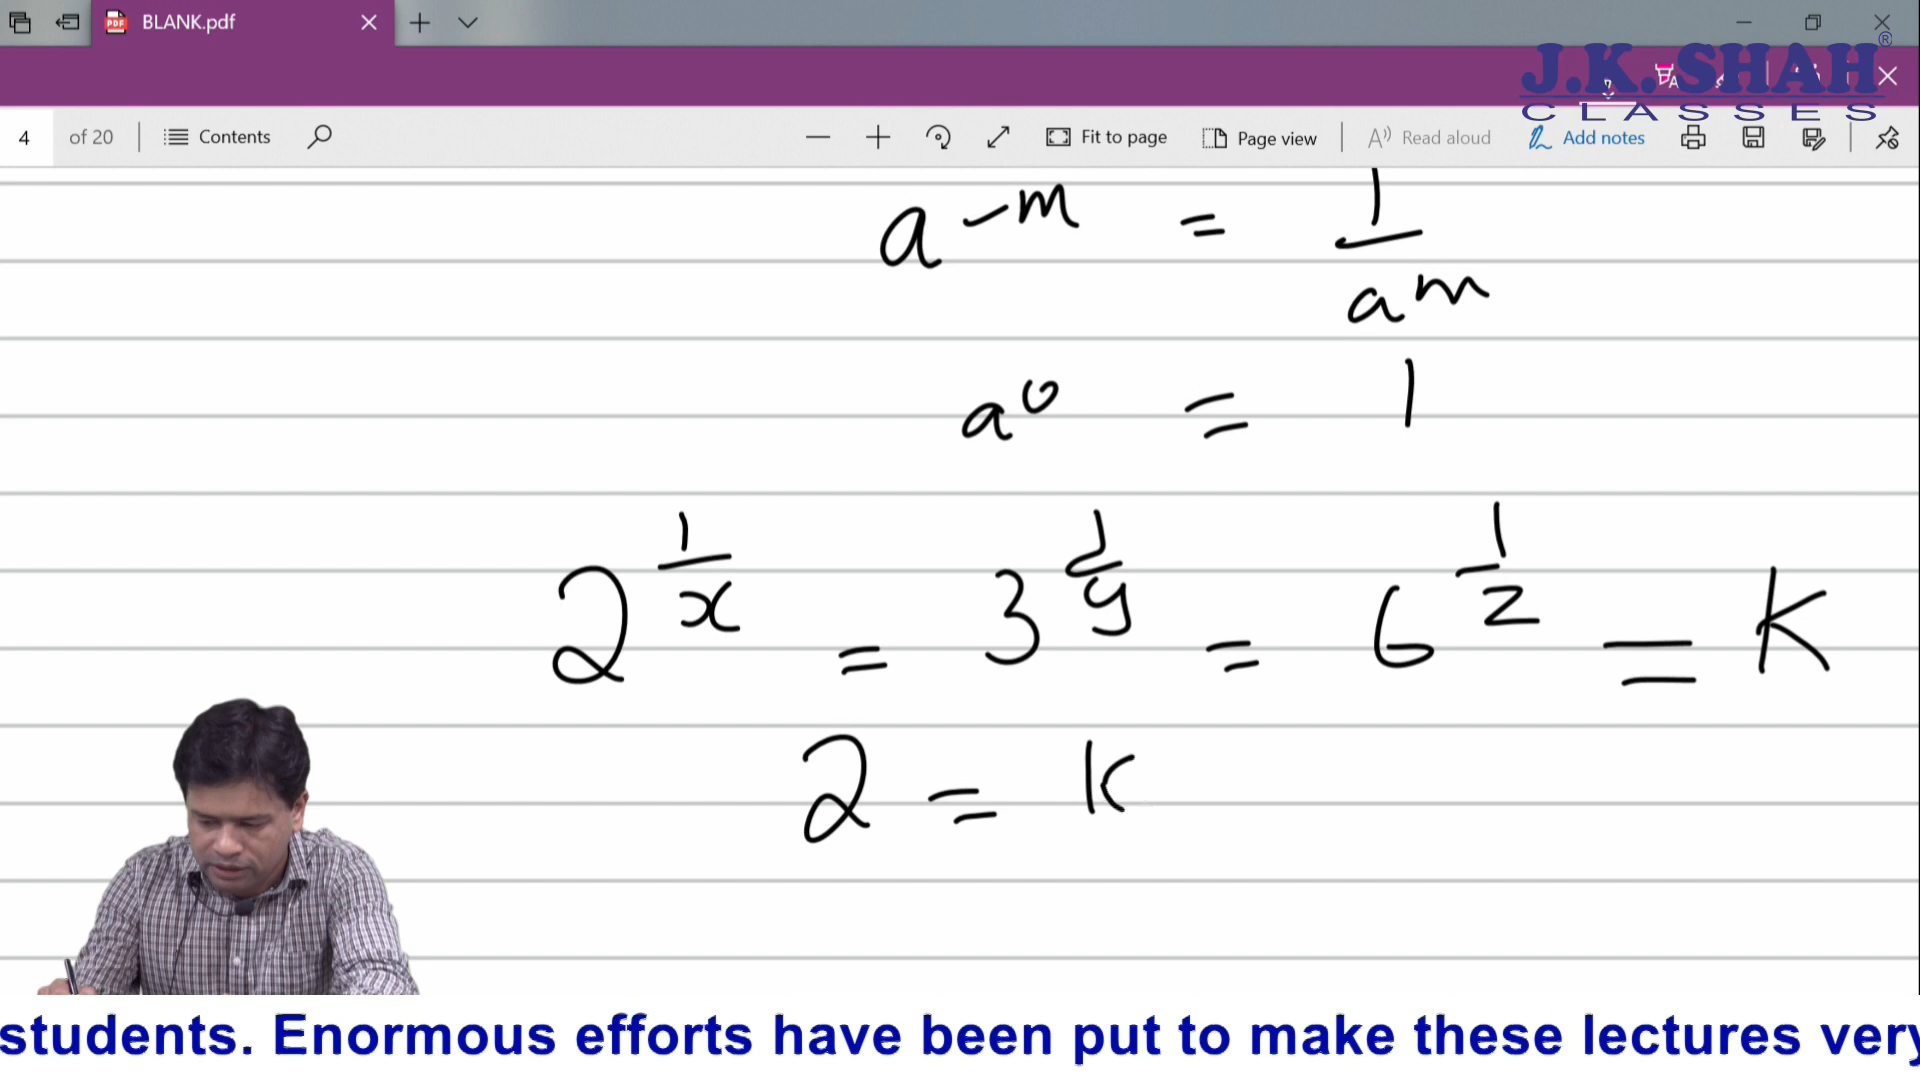 BLANK.pdf
J.K.SHAH®
CLASSES
4 of 20 Contents Fit to page Page view Read aloud Add notes
a^-m = 1/a^m
a^0 = 1
2^(1/x) = 3^(1/y) = 6^(1/z) = K
2 = K
students. Enormous efforts have been put to make these lectures very